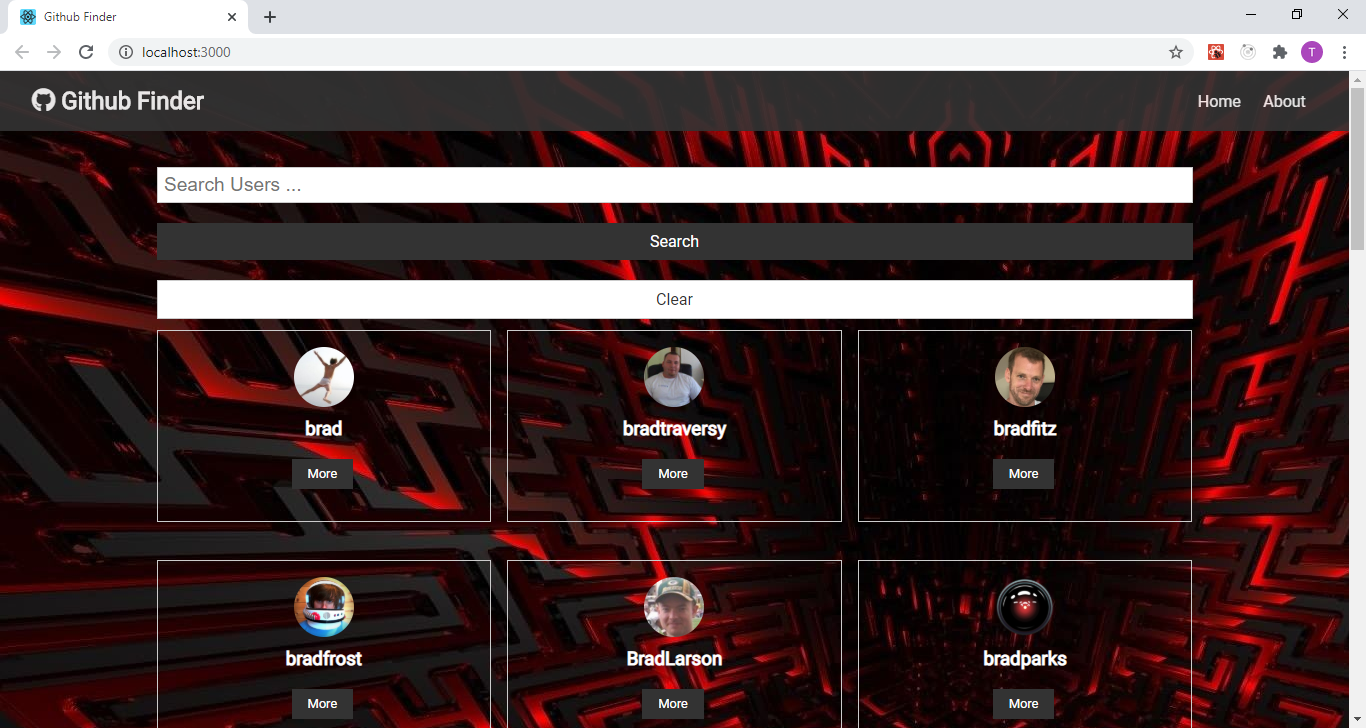 Github Finder
localhost:3000
T
Github Finder
Home About
Search Users ...
Search
Clear
brad bradtraversy bradfitz
More More More
bradfrost BradLarson bradparks
More More More